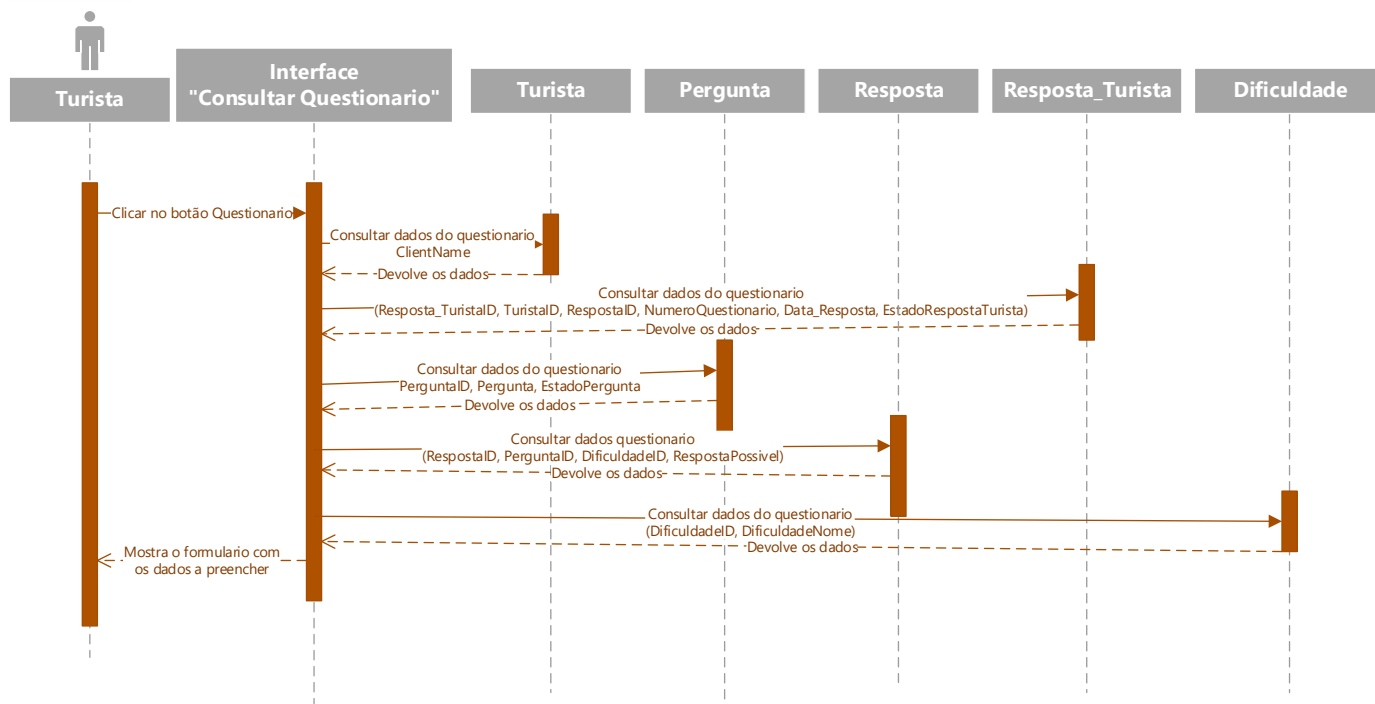 Turista
Interface
"Consultar Questionario"
Turista
Pergunta
Resposta
Resposta_Turista
Dificuldade
Clicar no botão Questionario
Consultar dados do questionario
ClientName
Devolve os dados
Consultar dados do questionario
(Resposta_TuristaID, TuristaID, RespostaID, NumeroQuestionario, Data_Resposta, EstadoRespostaTurista)
Devolve os dados
Consultar dados do questionario
PerguntaID, Pergunta, EstadoPergunta
Devolve os dados
Consultar dados questionario
(RespostaID, PerguntaID, DificuldadeID, RespostaPossivel)
Devolve os dados
Consultar dados do questionario
(DificuldadeID, DificuldadeNome)
Devolve os dados
Mostra o formulario com
os dados a preencher